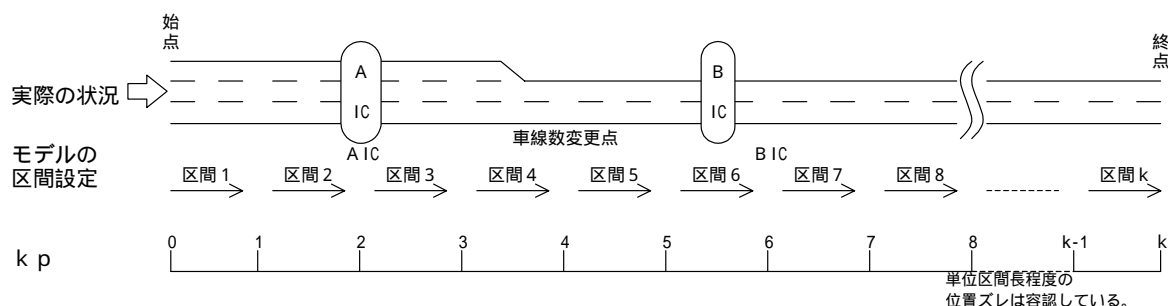 始点
終点
実際の状況
A IC
B IC
車線数変更点
モデルの
区間設定
A IC
B IC
区間1 区間2 区間3 区間4 区間5 区間6 区間7 区間8 区間k
kp
0 1 2 3 4 5 6 7 8 k-1 k
単位区間長程度の
位置ズレは容認している。